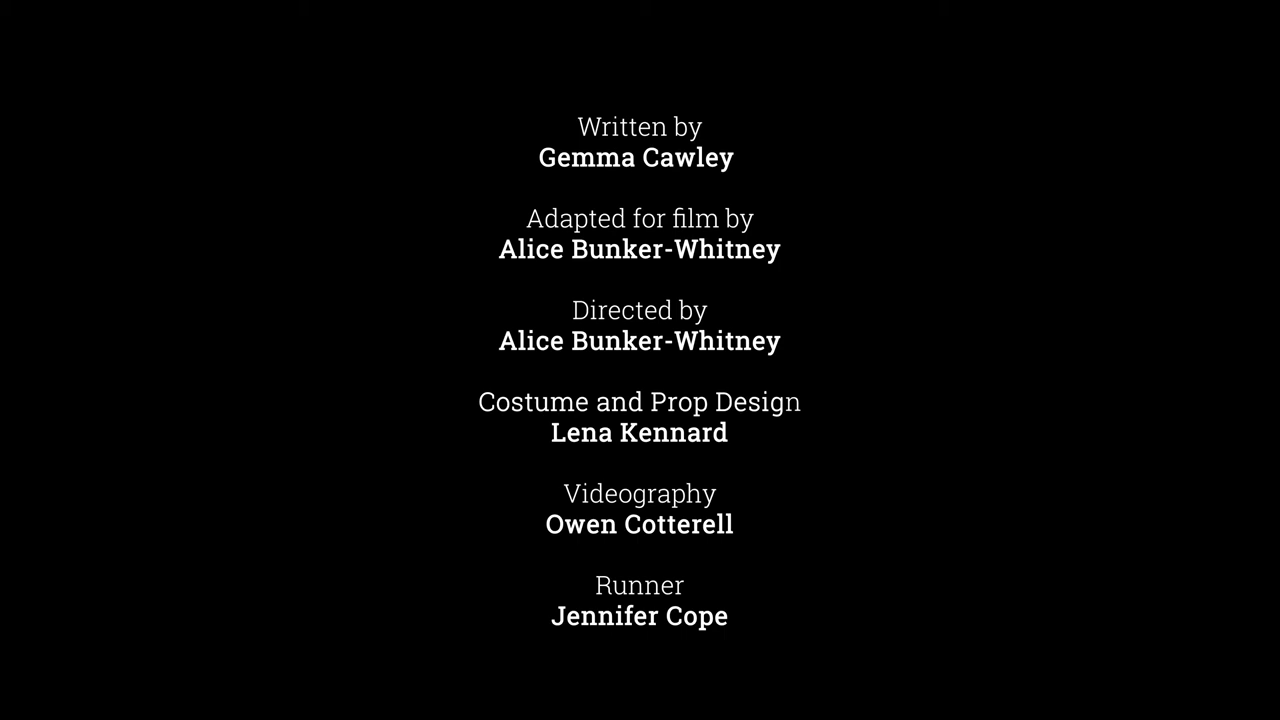 Written by
Gemma Cawley
Adapted for film by
Alice Bunker-Whitney
Directed by
Alice Bunker-Whitney
Costume and Prop Design
Lena Kennard
Videography
Owen Cotterell
Runner
Jennifer Cope